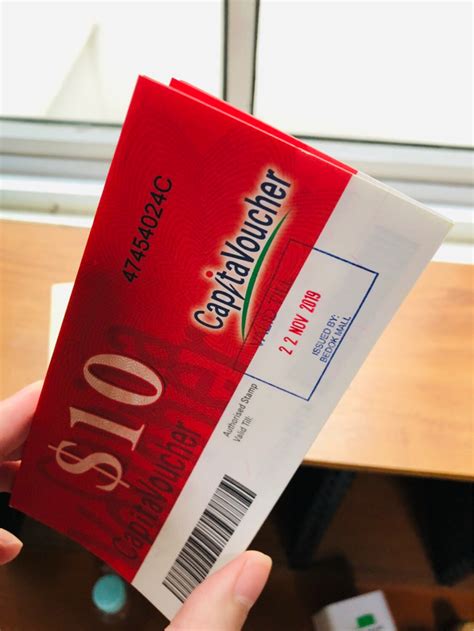 47454024C
CapitaVoucher
$10
CapitaVoucher
Authorised Stamp
Valid Till:
VALID TILL
22 NOV 2019
ISSUED BY:
BEDOK MALL